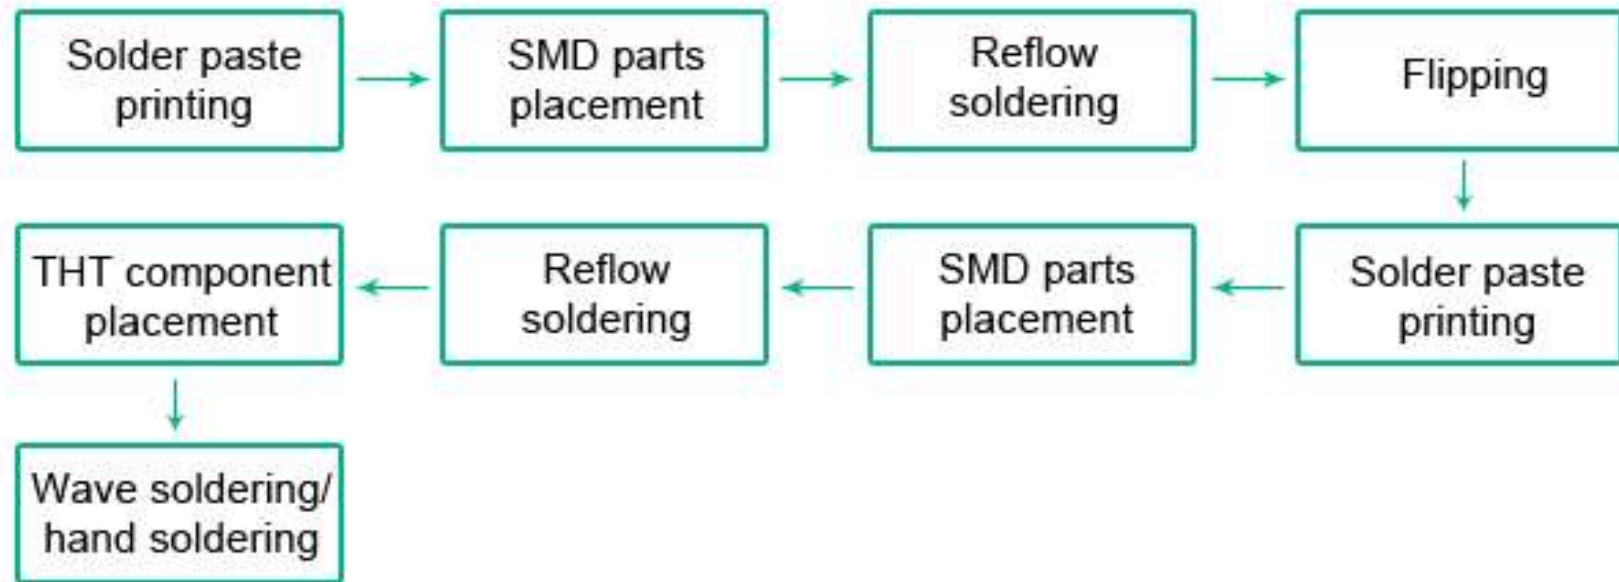 Solder paste
printing
SMD parts
placement
Reflow
soldering
Flipping
Solder paste
printing
SMD parts
placement
Reflow
soldering
THT component
placement
Wave soldering/
hand soldering